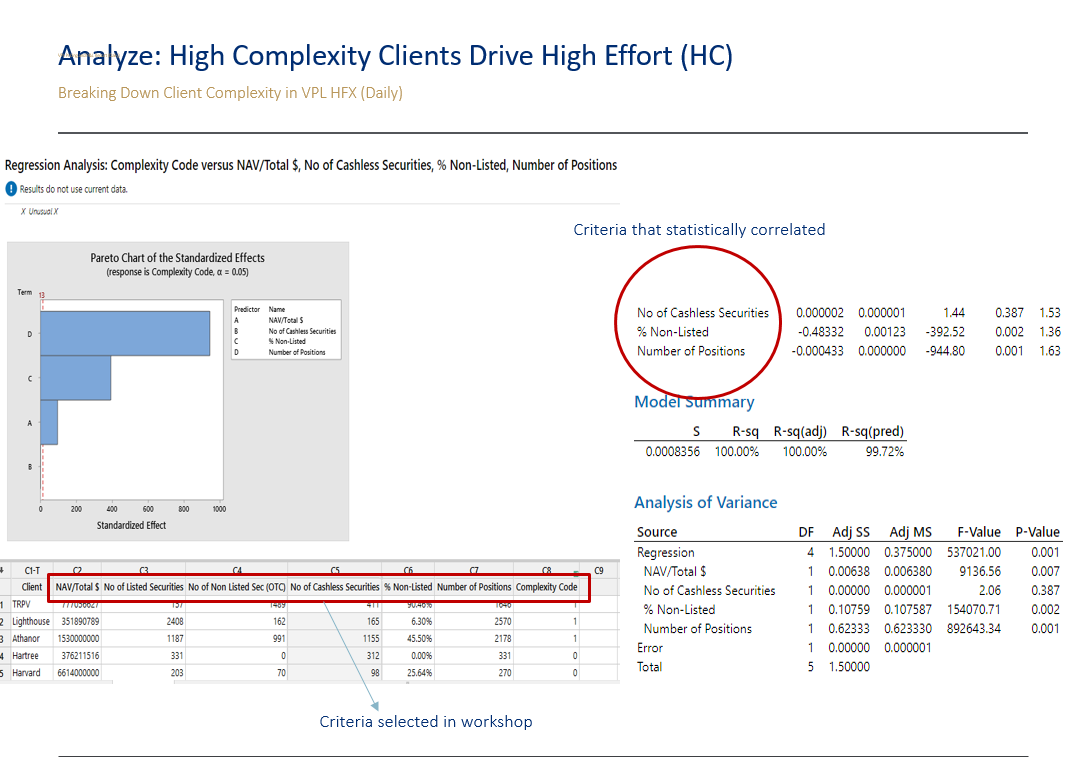 Analyze: High Complexity Clients Drive High Effort (HC)
Breaking Down Client Complexity in VPL HFX (Daily)
Regression Analysis: Complexity Code versus NAV/Total $, No of Cashless Securities, % Non-Listed, Number of Positions
! Results do not use current data.
X Unusual X
Criteria that statistically correlated
Pareto Chart of the Standardized Effects
(response is Complexity Code, α = 0.05)
Term 13
D
C
A
B
0 200 400 600 800 1000
Standardized Effect
Predictor Name
A NAV/Total $
B No of Cashless Securities
C % Non-Listed
D Number of Positions
No of Cashless Securities 0.000002 0.000001 1.44 0.387 1.53
% Non-Listed -0.48332 0.00123 -392.52 0.002 1.36
Number of Positions -0.000433 0.000000 -944.80 0.001 1.63
Model Summary
S R-sq R-sq(adj) R-sq(pred)
0.0008356 100.00% 100.00% 99.72%
Analysis of Variance
Source DF Adj SS Adj MS F-Value P-Value
Regression 4 1.50000 0.375000 537021.00 0.001
NAV/Total $ 1 0.00638 0.006380 9136.56 0.007
No of Cashless Securities 1 0.00000 0.000001 2.06 0.387
% Non-Listed 1 0.10759 0.107587 154070.71 0.002
Number of Positions 1 0.62333 0.623330 892643.34 0.001
Error 1 0.00000 0.000001
Total 5 1.50000
C1-T C2 C3 C4 C5 C6 C7 C8 C9
Client NAV/Total $ No of Listed Securities No of Non Listed Sec (OTC) No of Cashless Securities % Non-Listed Number of Positions Complexity Code
1 TRPV 777036627 157 1489 411 90.46% 1646 1
2 Lighthouse 351890789 2408 162 165 6.30% 2570 1
3 Athanor 1530000000 1187 991 1155 45.50% 2178 1
4 Hartree 376211516 331 0 312 0.00% 331 0
5 Harvard 6614000000 203 70 98 25.64% 270 0
Criteria selected in workshop